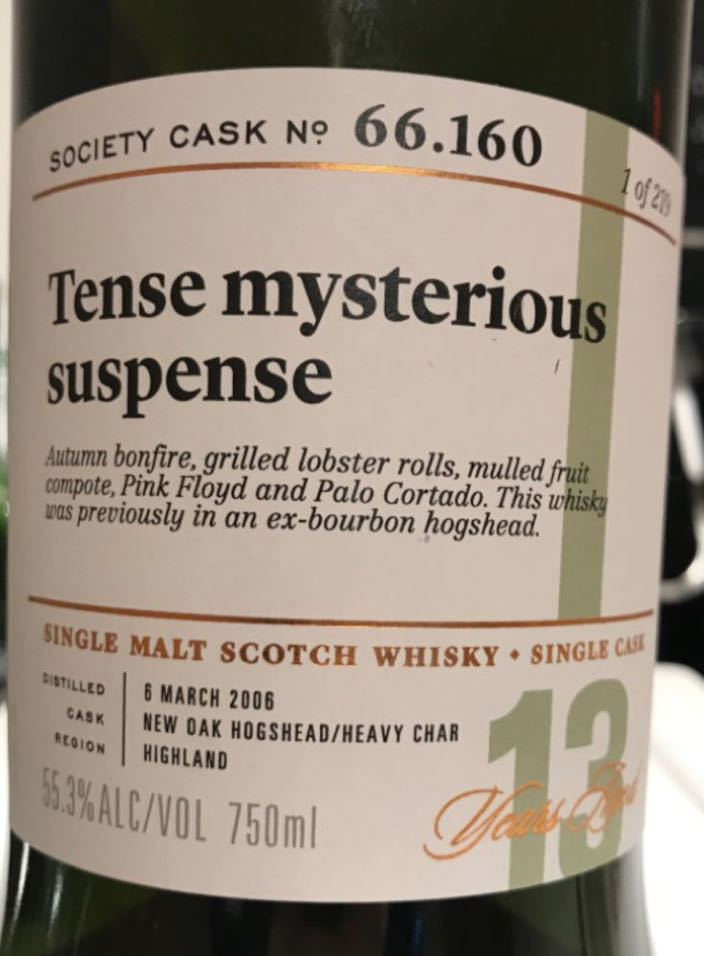 SOCIETY CASK Nº 66.160
1 of 219
Tense mysterious
suspense
Autumn bonfire, grilled lobster rolls, mulled fruit
compote, Pink Floyd and Palo Cortado. This whisky
was previously in an ex-bourbon hogshead.
SINGLE MALT SCOTCH WHISKY • SINGLE CASK
DISTILLED 6 MARCH 2006
CASK NEW OAK HOGSHEAD/HEAVY CHAR
REGION HIGHLAND
55.3% ALC/VOL 750ml
13
Years Aged